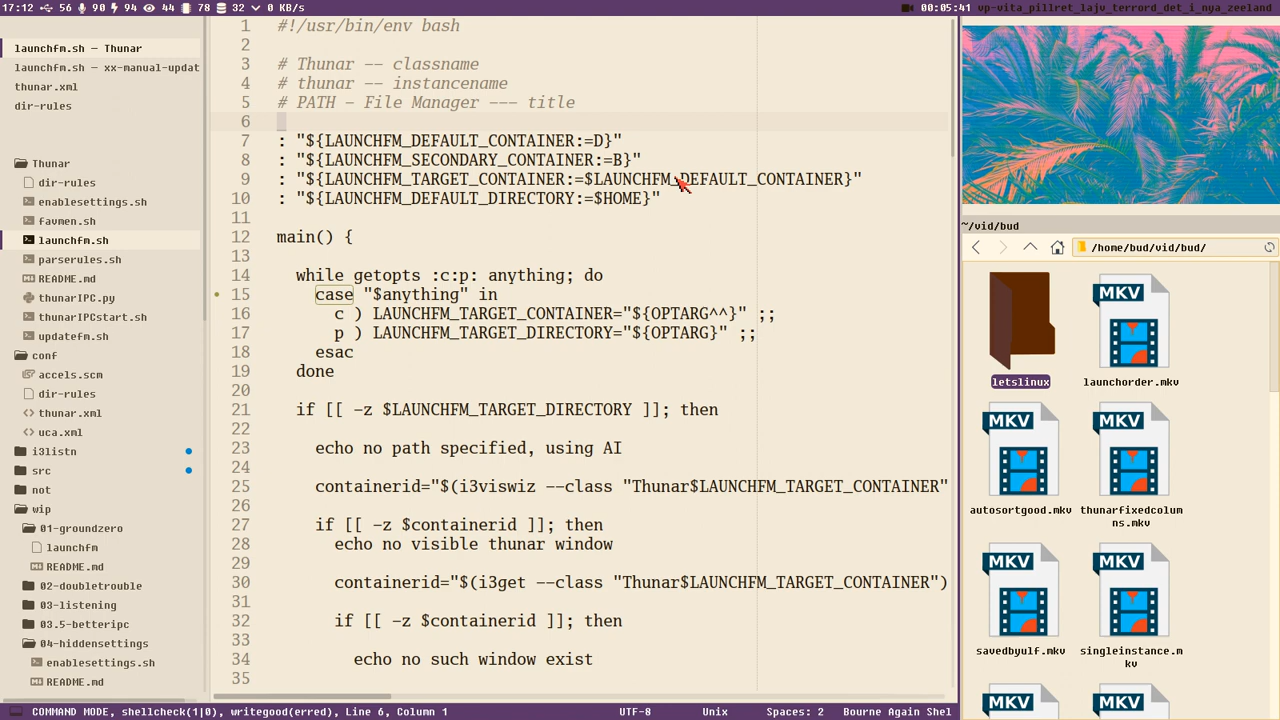 17:12 56 90 94 44 78 32 0 KB/s
00:05:41 vp-vita_pillret_lajv_terrord_det_i_nya_zeeland
launchfm.sh — Thunar
launchfm.sh — xx-manual-updat
thunar.xml
dir-rules
Thunar
dir-rules
enablesettings.sh
favmen.sh
launchfm.sh
parserules.sh
README.md
thunarIPC.py
thunarIPCstart.sh
updatefm.sh
conf
accels.scm
dir-rules
thunar.xml
uca.xml
i3listn
src
not
wip
01-groundzero
launchfm
README.md
02-doubletrouble
03-listening
03.5-betteripc
04-hiddensettings
enablesettings.sh
README.md
1 #!/usr/bin/env bash
2
3 # Thunar -- classname
4 # thunar -- instancename
5 # PATH - File Manager --- title
6
7 : "${LAUNCHFM_DEFAULT_CONTAINER:=D}"
8 : "${LAUNCHFM_SECONDARY_CONTAINER:=B}"
9 : "${LAUNCHFM_TARGET_CONTAINER:=$LAUNCHFM_DEFAULT_CONTAINER}"
10 : "${LAUNCHFM_DEFAULT_DIRECTORY:=$HOME}"
11
12 main() {
13
14 while getopts :c:p: anything; do
15 case "$anything" in
16 c ) LAUNCHFM_TARGET_CONTAINER="${OPTARG^^}" ;;
17 p ) LAUNCHFM_TARGET_DIRECTORY="${OPTARG}" ;;
18 esac
19 done
20
21 if [[ -z $LAUNCHFM_TARGET_DIRECTORY ]]; then
22
23 echo no path specified, using AI
24
25 containerid="$(i3viswiz --class "Thunar$LAUNCHFM_TARGET_CONTAINER"
26
27 if [[ -z $containerid ]]; then
28 echo no visible thunar window
29
30 containerid="$(i3get --class "Thunar$LAUNCHFM_TARGET_CONTAINER")
31
32 if [[ -z $containerid ]]; then
33
34 echo no such window exist
35
~/vid/bud
/home/bud/vid/bud/
MKV
letslinux launchorder.mkv
MKV MKV
autosortgood.mkv thunarfixedcolum
ns.mkv
MKV MKV
savedbyulf.mkv singleinstance.m
kv
MKV MKV
COMMAND MODE, shellcheck(1|0), writegood(erred), Line 6, Column 1 UTF-8 Unix Spaces: 2 Bourne Again Shel